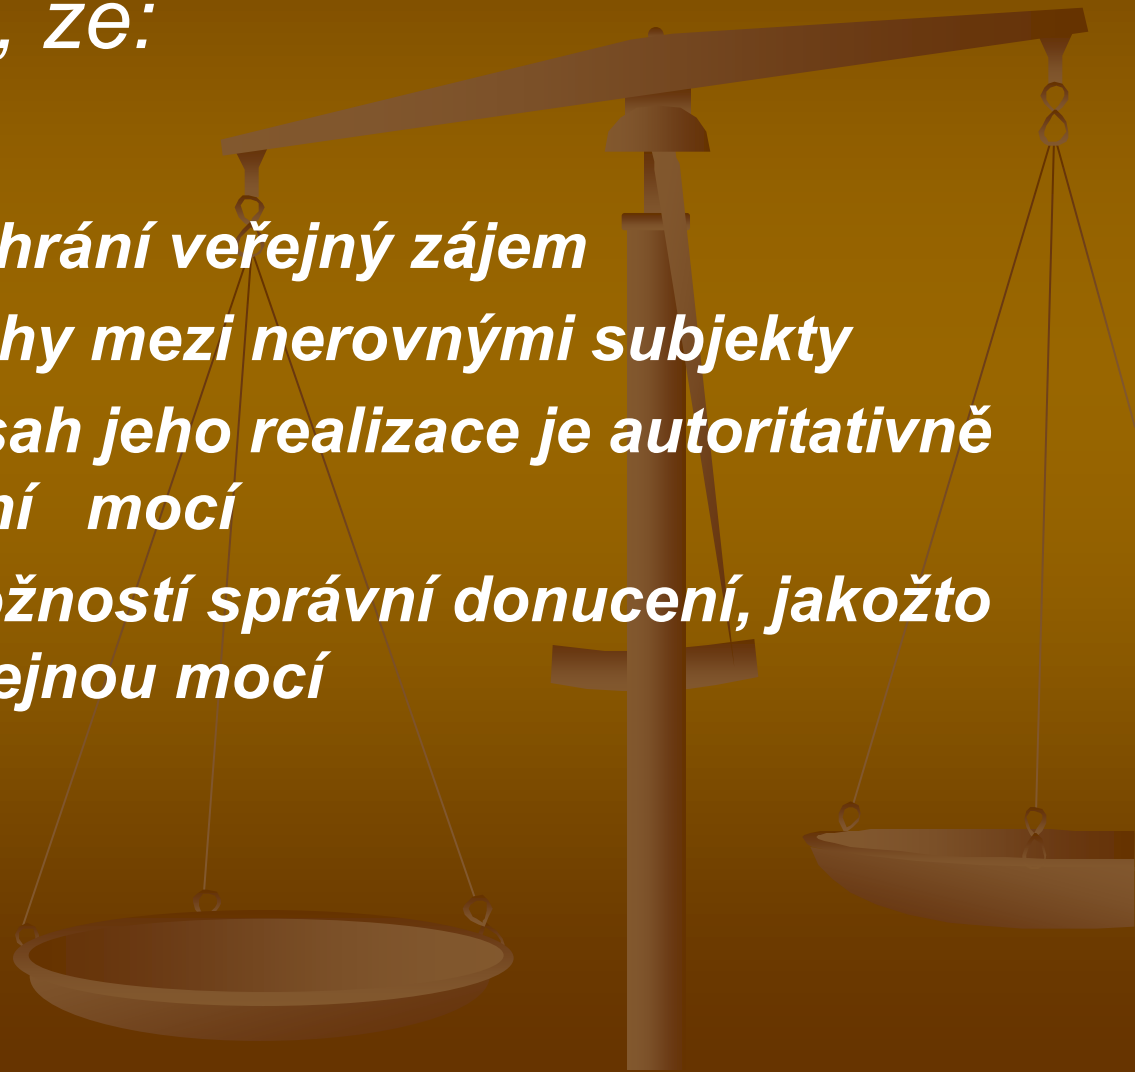 , že:
hrání veřejný zájem
hy mezi nerovnými subjekty
sah jeho realizace je autoritativně
ní mocí
ožností správní donucení, jakožto
ejnou mocí